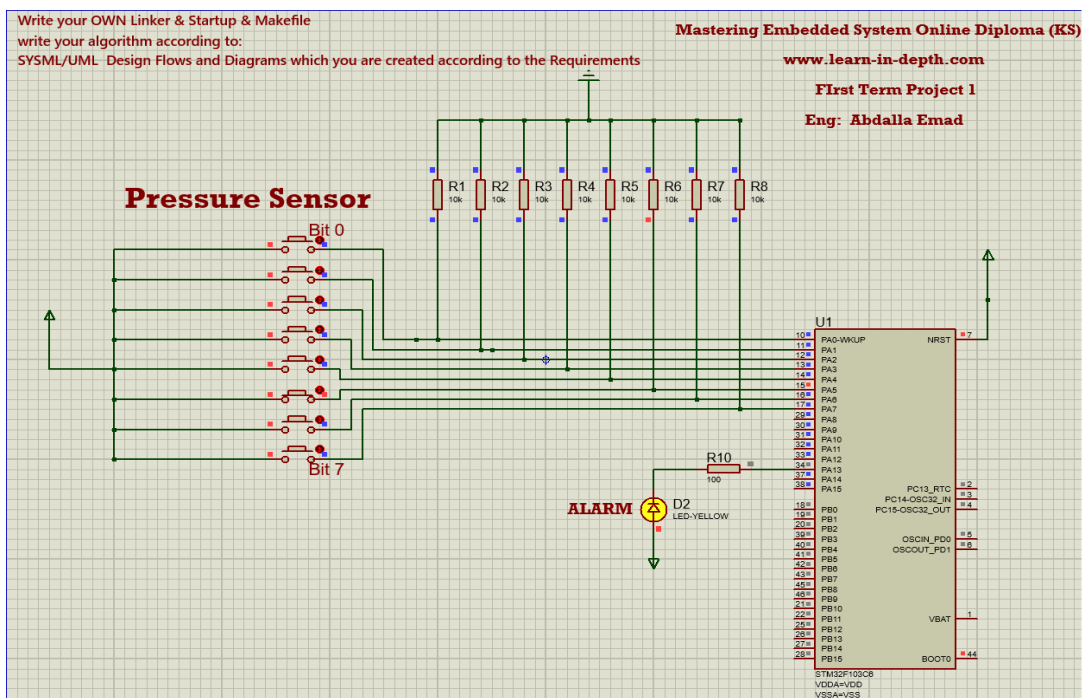 Write your OWN Linker & Startup & Makefile
write your algorithm according to:
SYSML/UML Design Flows and Diagrams which you are created according to the Requirements
Mastering Embedded System Online Diploma (KS)
www.learn-in-depth.com
FIrst Term Project 1
Eng: Abdalla Emad
Pressure Sensor
Bit 0
Bit 7
R1
10k
R2
10k
R3
10k
R4
10k
R5
10k
R6
10k
R7
10k
R8
10k
R10
100
ALARM
D2
LED-YELLOW
U1
10 PA0-WKUP
11 PA1
12 PA2
13 PA3
14 PA4
15 PA5
16 PA6
17 PA7
29 PA8
30 PA9
31 PA10
32 PA11
33 PA12
34 PA13
37 PA14
38 PA15
18 PB0
19 PB1
20 PB2
39 PB3
40 PB4
41 PB5
42 PB6
43 PB7
45 PB8
46 PB9
21 PB10
22 PB11
25 PB12
26 PB13
27 PB14
28 PB15
NRST 7
PC13_RTC 2
PC14-OSC32_IN 3
PC15-OSC32_OUT 4
OSCIN_PD0 5
OSCOUT_PD1 6
VBAT 1
BOOT0 44
STM32F103C6
VDDA=VDD
VSSA=VSS